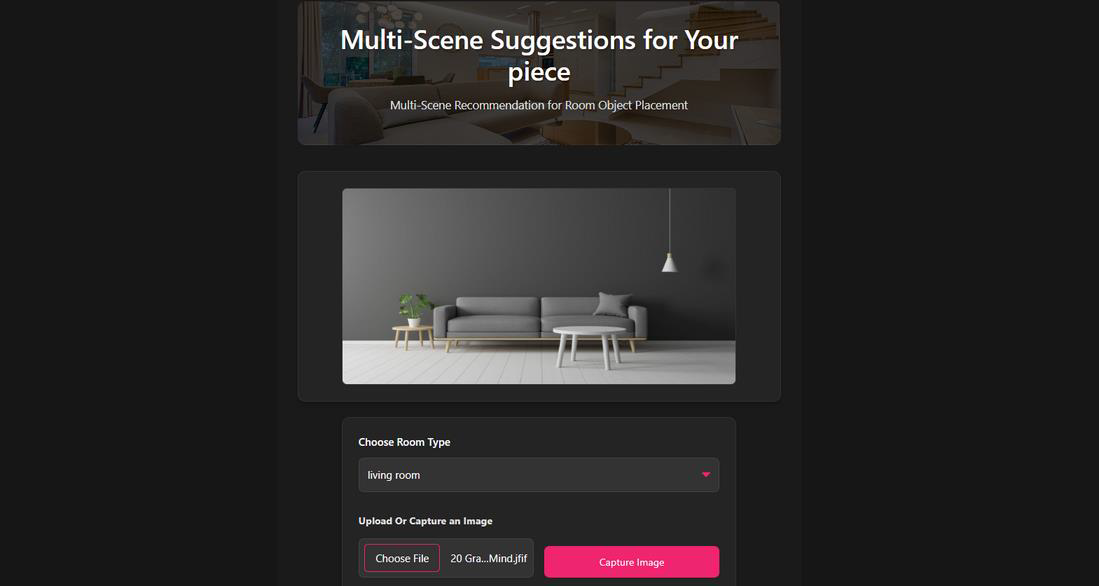 Multi-Scene Suggestions for Your
piece
Multi-Scene Recommendation for Room Object Placement
Choose Room Type
living room
Upload Or Capture an Image
Choose File 20 Gra...Mind.jfif
Capture Image